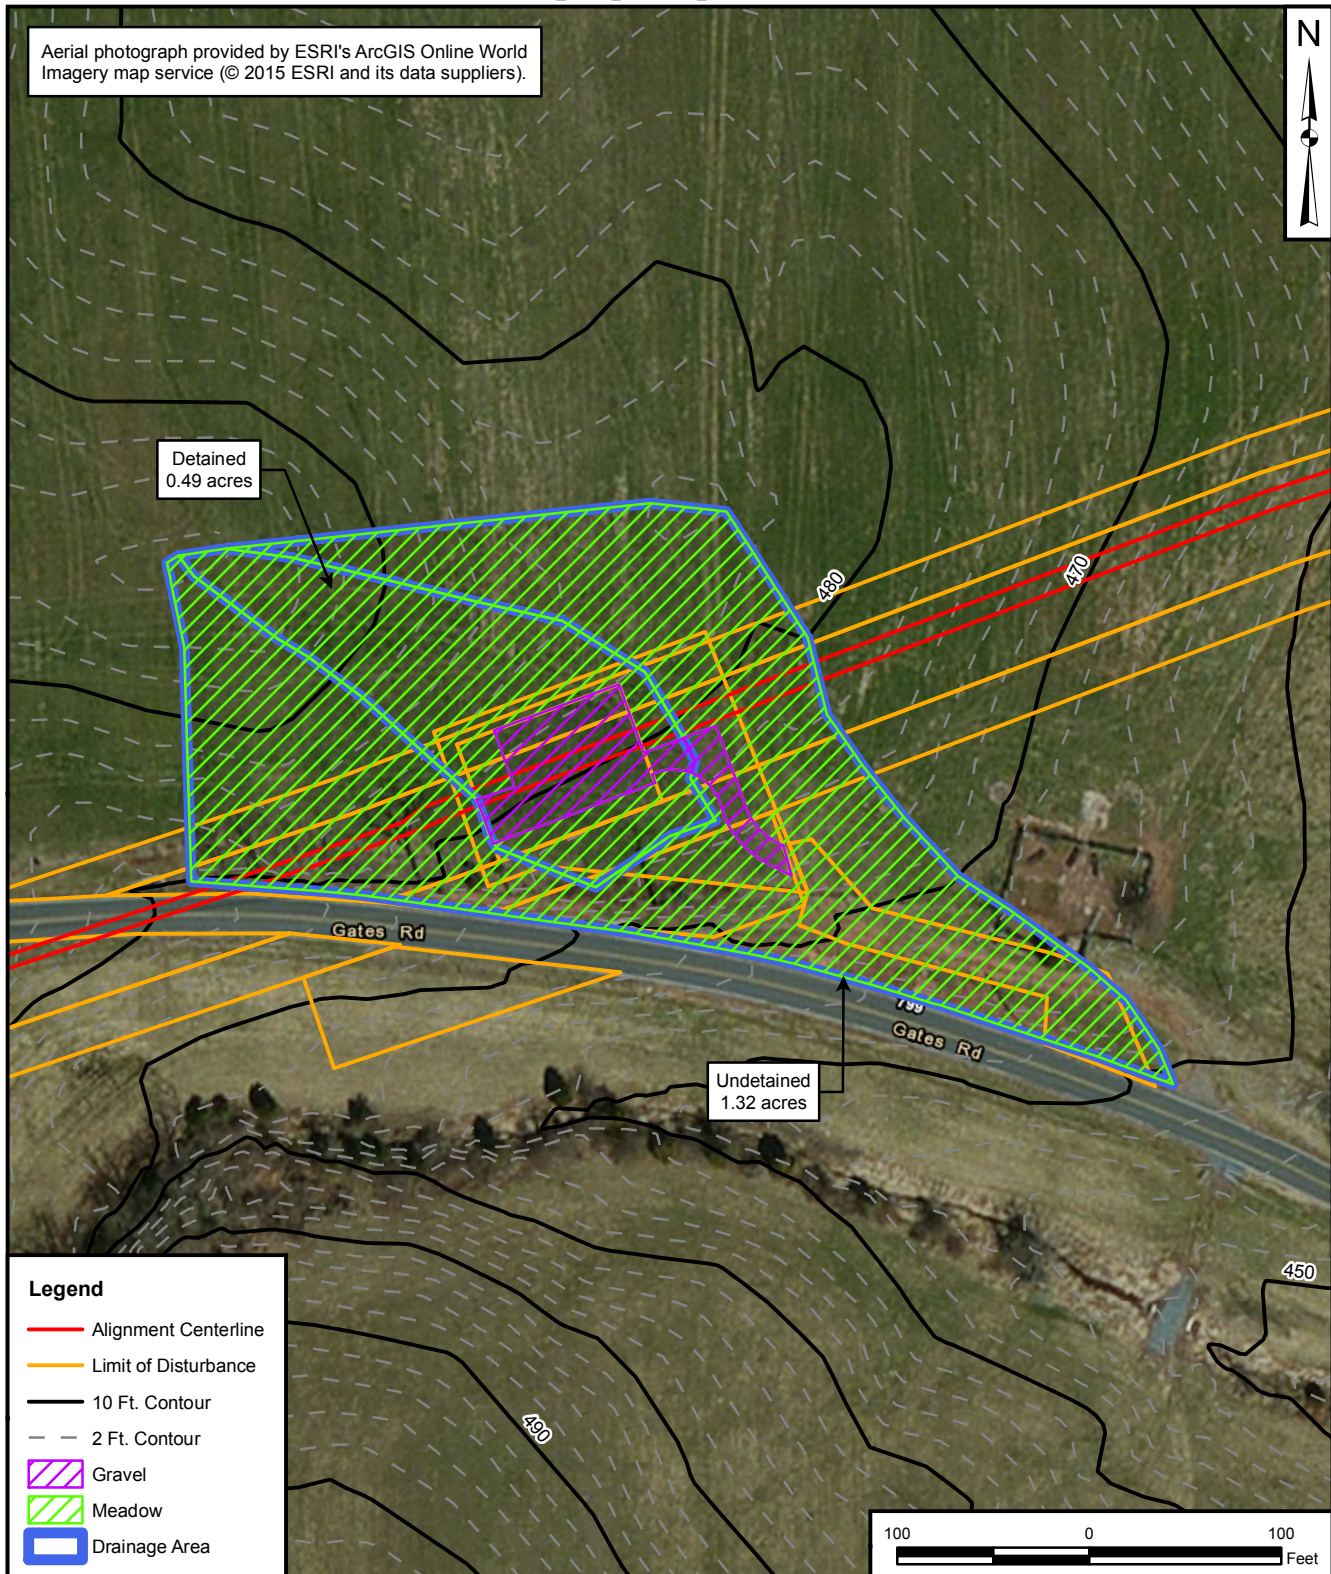 Aerial photograph provided by ESRI's ArcGIS Online World
Imagery map service (© 2015 ESRI and its data suppliers).
N
Detained
0.49 acres
480
470
Gates Rd
799
Gates Rd
Undetained
1.32 acres
450
490
Legend
Alignment Centerline
Limit of Disturbance
10 Ft. Contour
2 Ft. Contour
Gravel
Meadow
Drainage Area
100 0 100
Feet